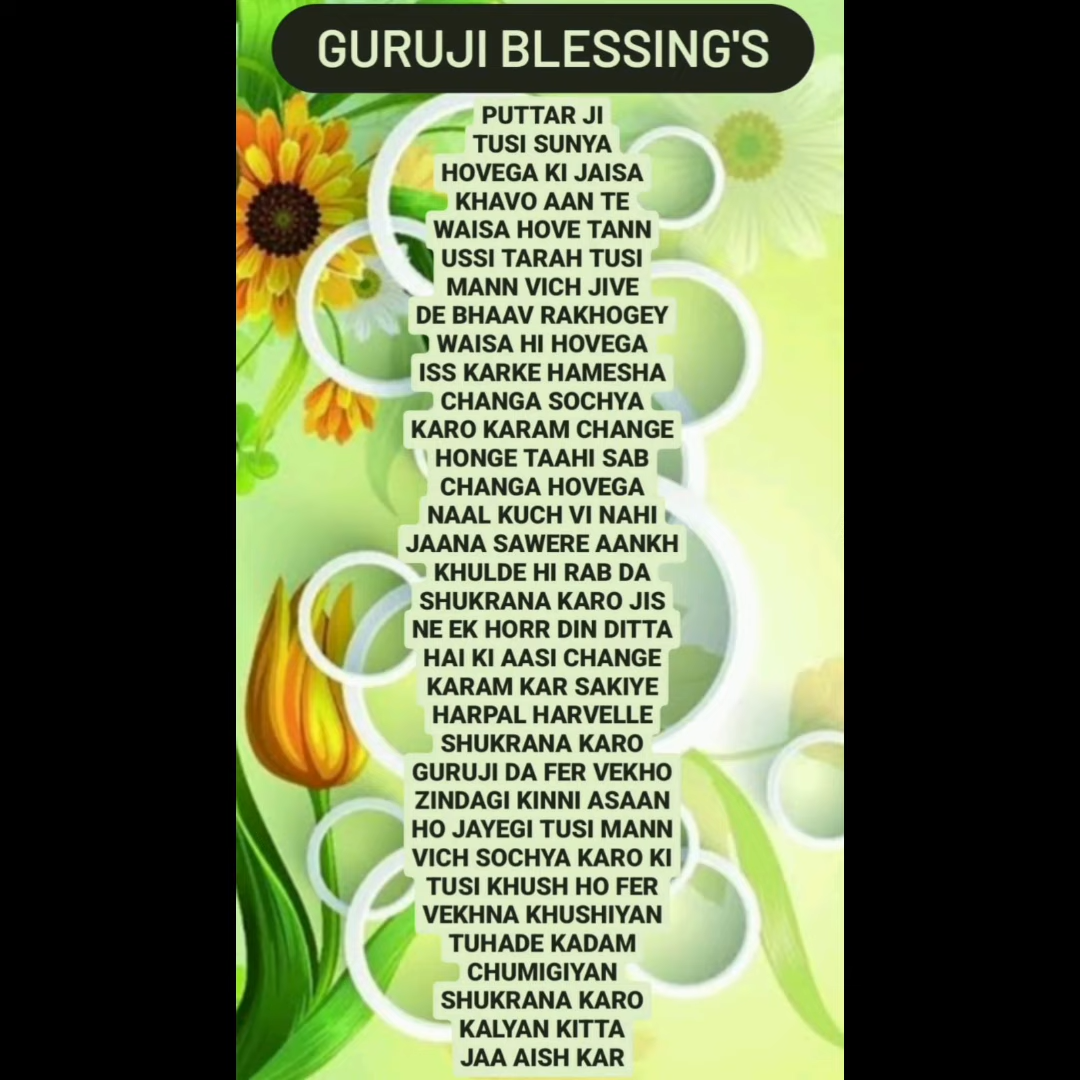 GURUJI BLESSING'S
PUTTAR JI
TUSI SUNYA
HOVEGA KI JAISA
KHAVO AAN TE
WAISA HOVE TANN
USSI TARAH TUSI
MANN VICH JIVE
DE BHAAV RAKHOGEY
WAISA HI HOVEGA
ISS KARKE HAMESHA
CHANGA SOCHYA
KARO KARAM CHANGE
HONGE TAAHI SAB
CHANGA HOVEGA
NAAL KUCH VI NAHI
JAANA SAWERE AANKH
KHULDE HI RAB DA
SHUKRANA KARO JIS
NE EK HORR DIN DITTA
HAI KI AASI CHANGE
KARAM KAR SAKIYE
HARPAL HARVELLE
SHUKRANA KARO
GURUJI DA FER VEKHO
ZINDAGI KINNI ASAAN
HO JAYEGI TUSI MANN
VICH SOCHYA KARO KI
TUSI KHUSH HO FER
VEKHNA KHUSHIYAN
TUHADE KADAM
CHUMIGIYAN
SHUKRANA KARO
KALYAN KITTA
JAA AISH KAR